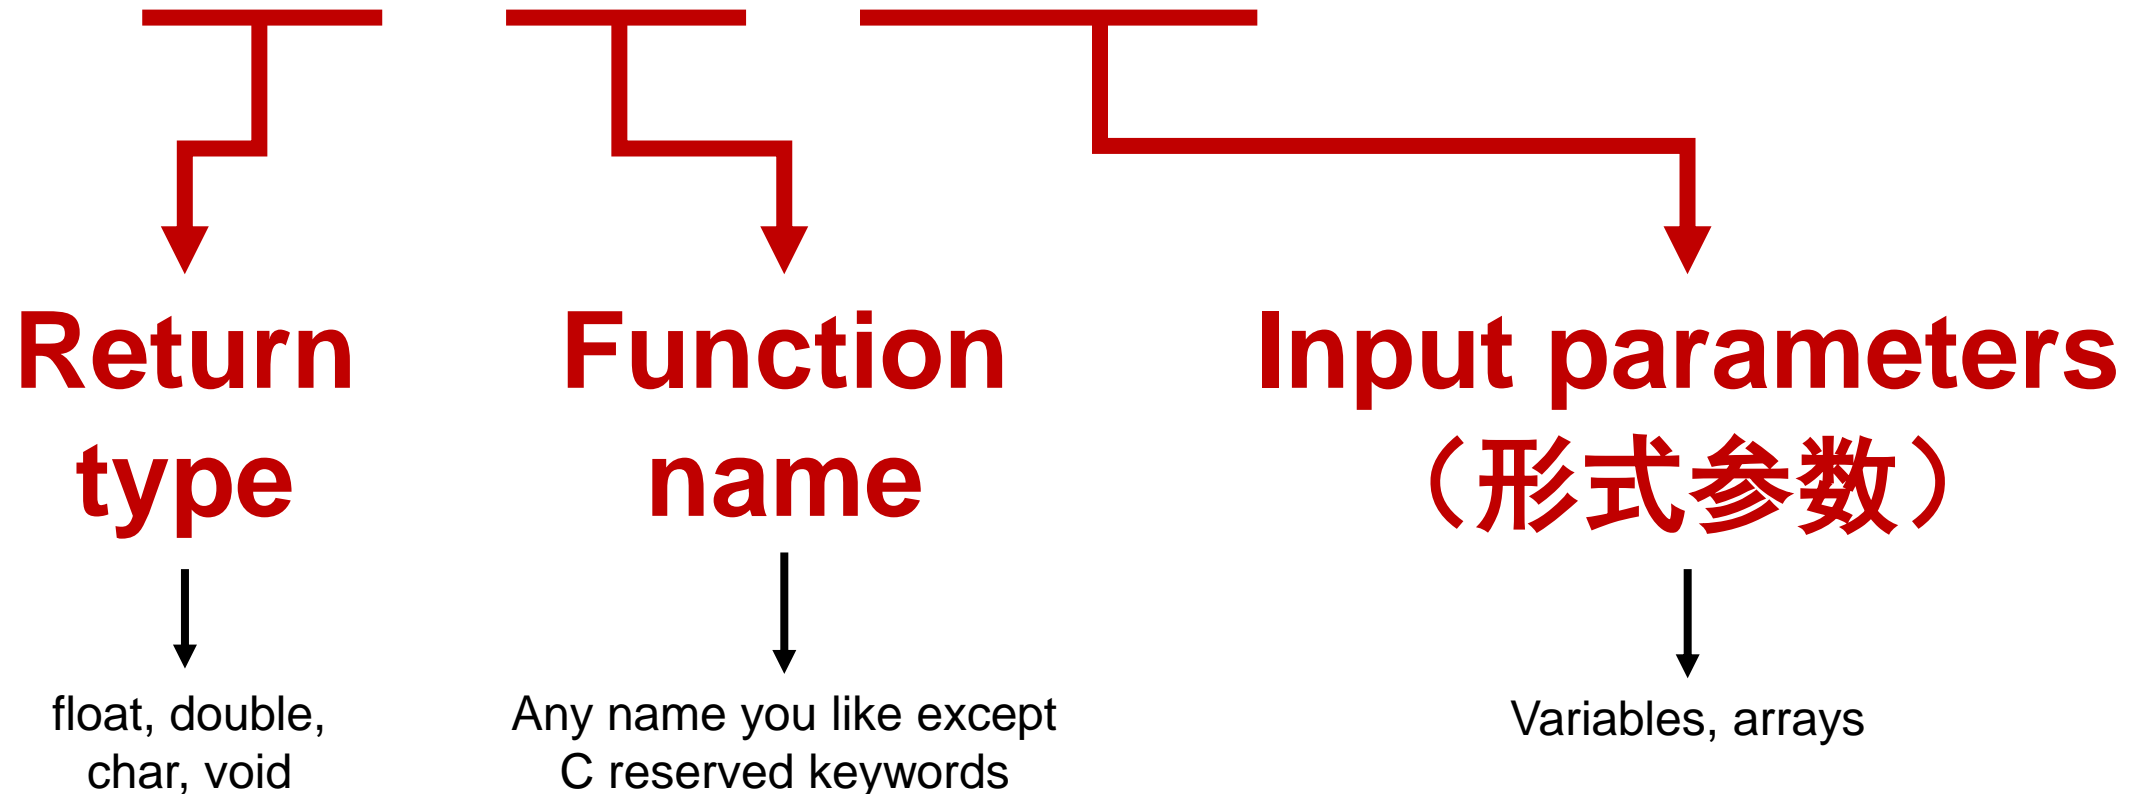 Return
type
Function
name
Input parameters
（形式参数）
float, double,
char, void
Any name you like except
C reserved keywords
Variables, arrays